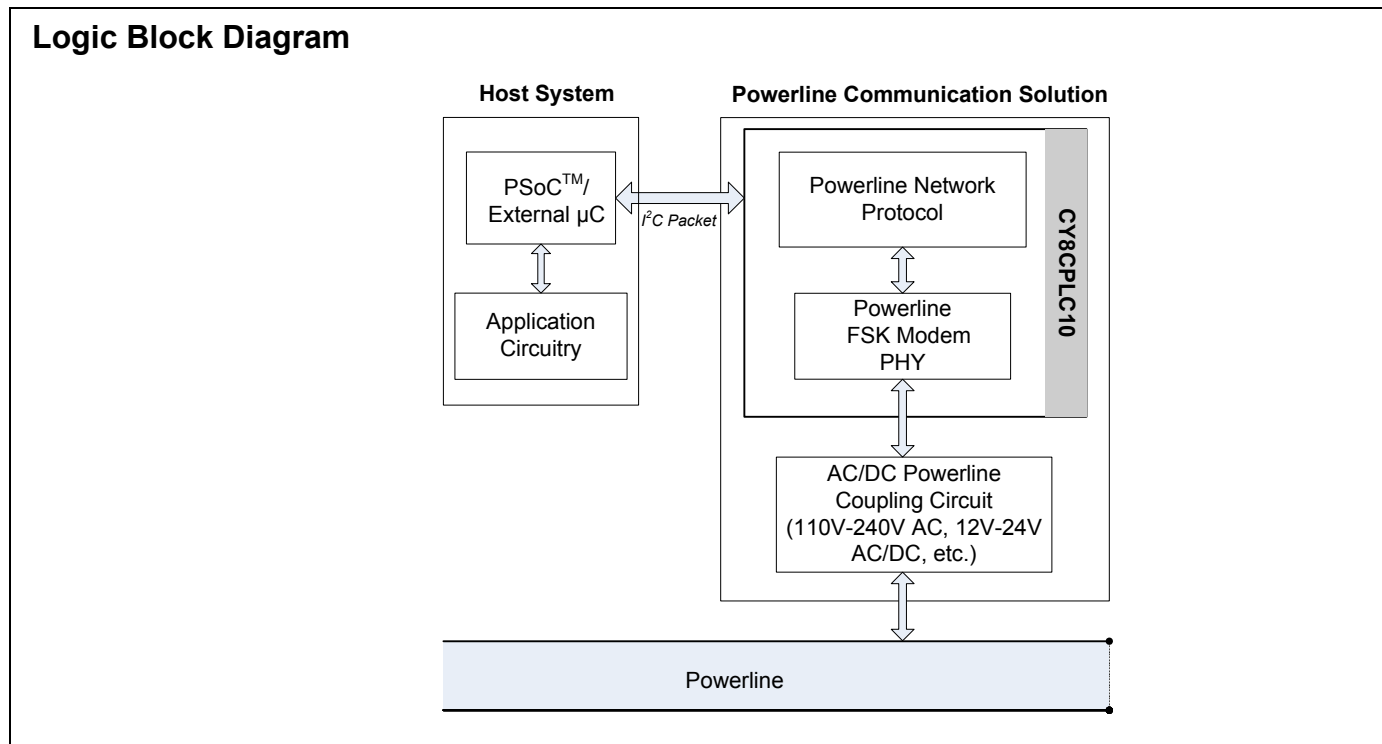 Logic Block Diagram
Host System
Powerline Communication Solution
PSoC™/
External µC
I²C Packet
Application
Circuitry
Powerline Network
Protocol
Powerline
FSK Modem
PHY
CY8CPLC10
AC/DC Powerline
Coupling Circuit
(110V-240V AC, 12V-24V
AC/DC, etc.)
Powerline